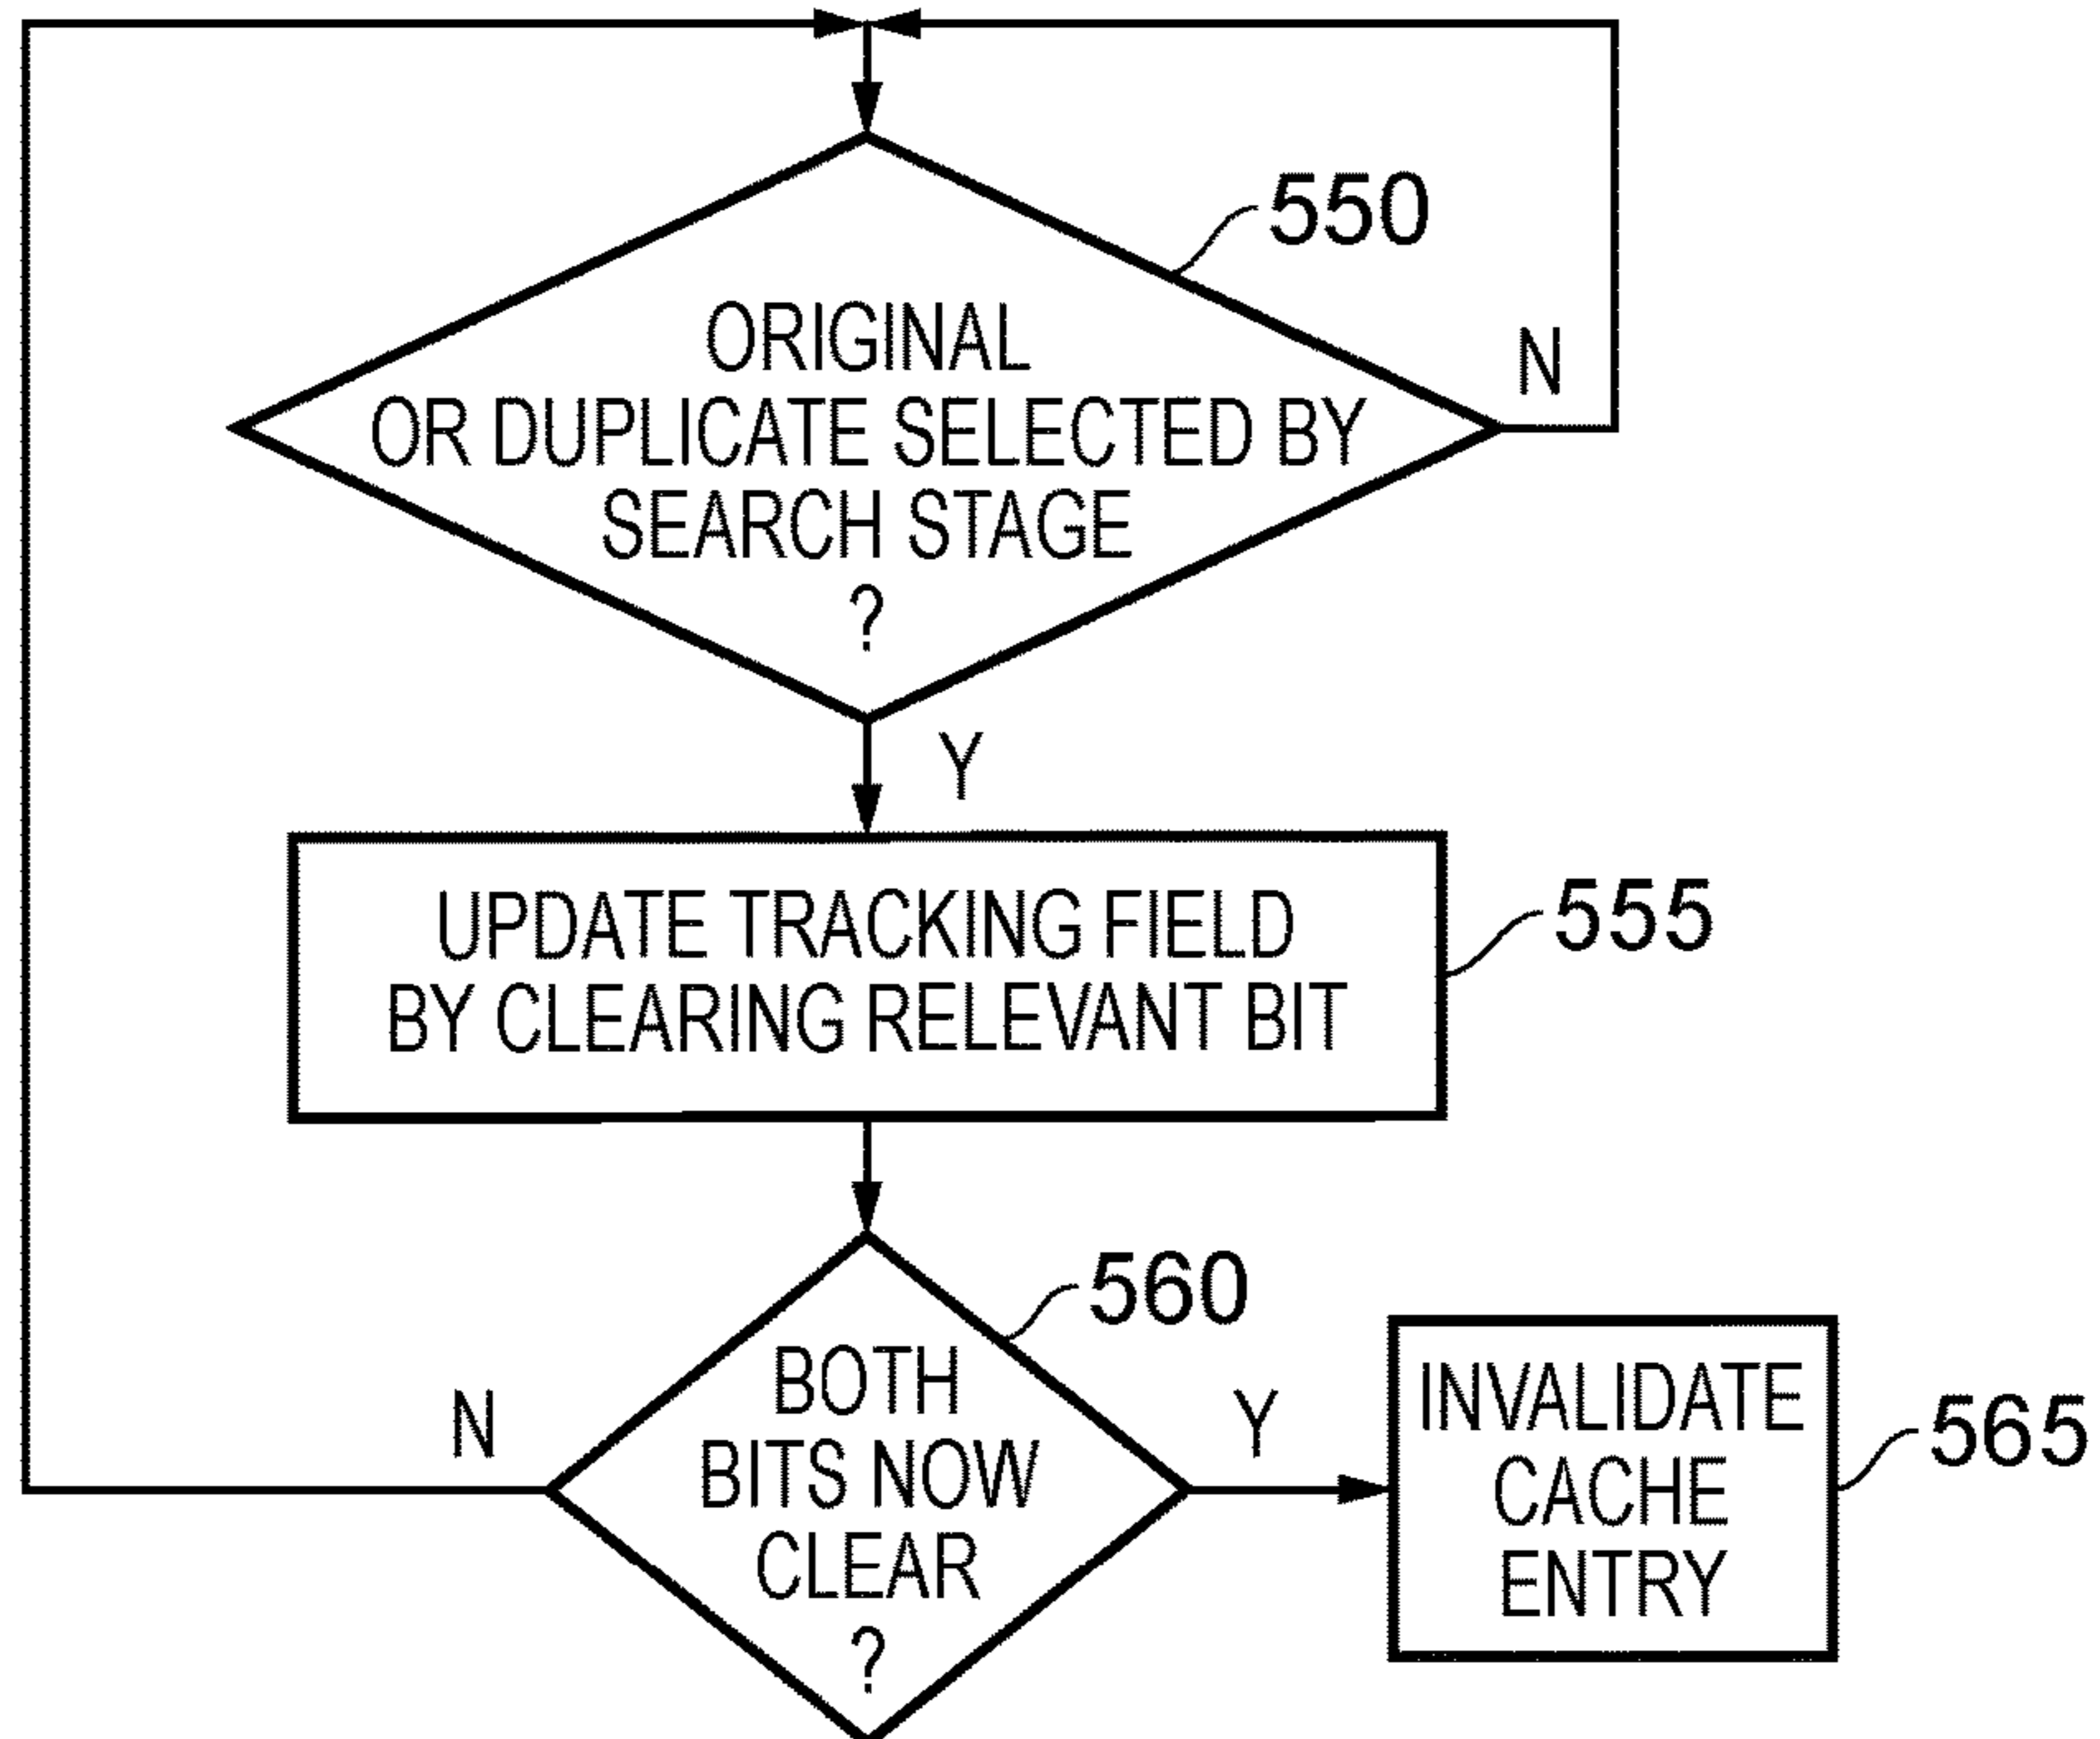 550
ORIGINAL
OR DUPLICATE SELECTED BY
SEARCH STAGE
?
N
Y
UPDATE TRACKING FIELD
BY CLEARING RELEVANT BIT
555
560
BOTH
BITS NOW
CLEAR
?
N
Y
INVALIDATE
CACHE
ENTRY
565